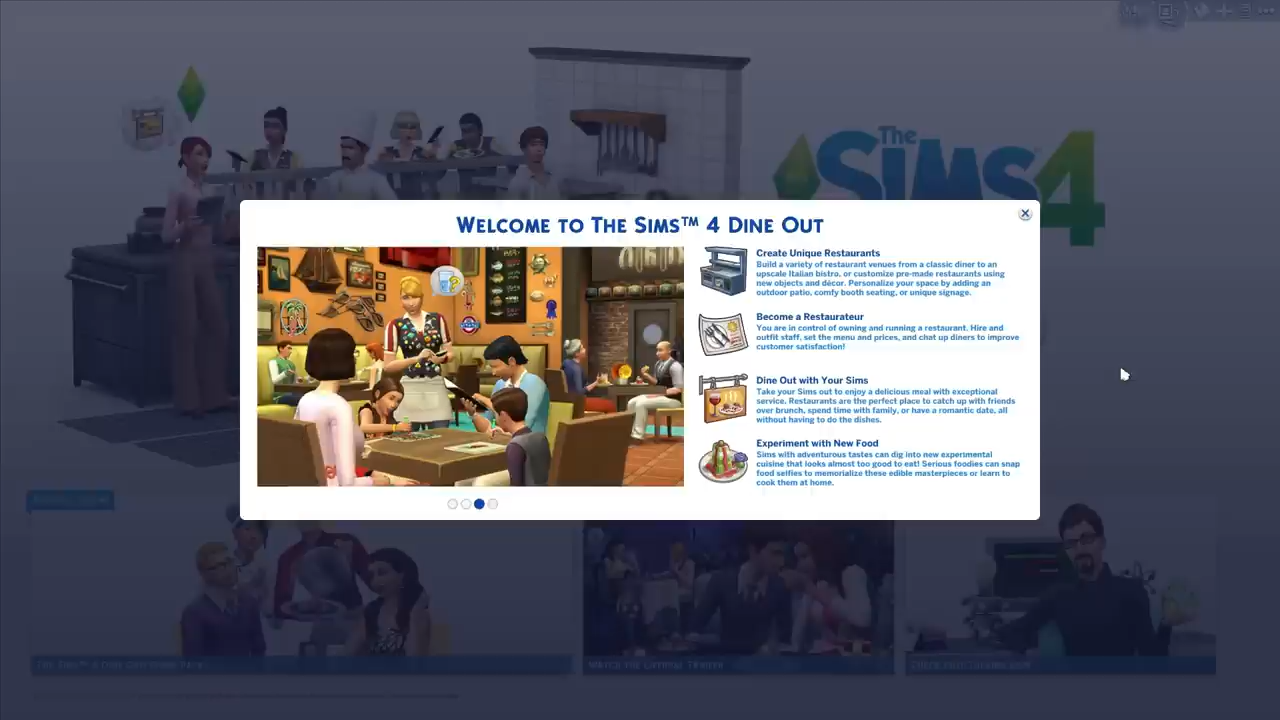 The
SiMS 4
WELCOME TO THE SIMS™ 4 DINE OUT
Create Unique Restaurants
Build a variety of restaurant venues from a classic diner to an
upscale Italian bistro, or customize pre-made restaurants using
new objects and décor. Personalize your space by adding an
outdoor patio, comfy booth seating, or unique signage.
Become a Restaurateur
You are in control of owning and running a restaurant. Hire and
outfit staff, set the menu and prices, and chat up diners to improve
customer satisfaction!
Dine Out with Your Sims
Take your Sims out to enjoy a delicious meal with exceptional
service. Restaurants are the perfect place to catch up with friends
over brunch, spend time with family, or have a romantic date, all
without having to do the dishes.
Experiment with New Food
Sims with adventurous tastes can dig into new experimental
cuisine that looks almost too good to eat! Serious foodies can snap
food selfies to memorialize these edible masterpieces or learn to
cook them at home.